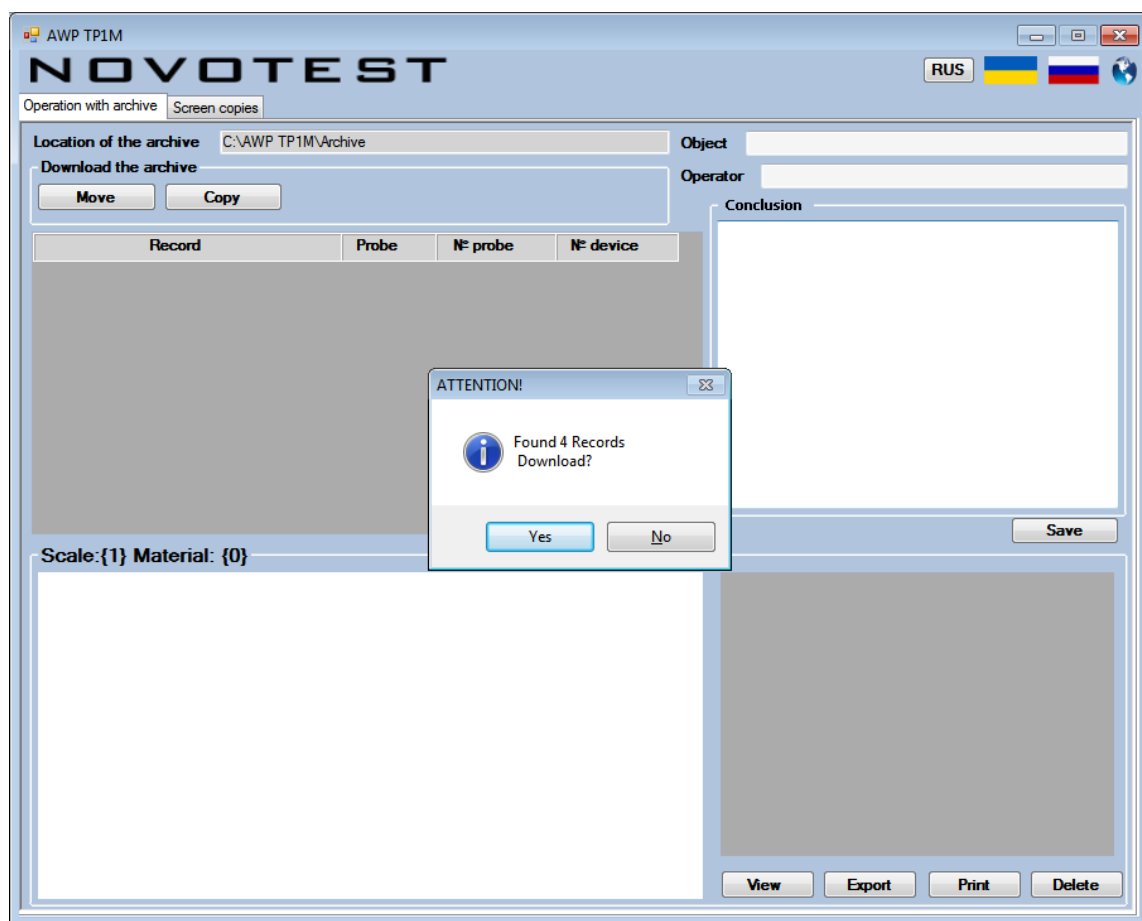 AWP TP1M
NOVOTEST
RUS
Operation with archive Screen copies
Location of the archive C:\AWP TP1M\Archive
Object
Download the archive
Operator
Move Copy
Conclusion
Record Probe № probe № device
ATTENTION!
Found 4 Records
Download?
Yes No
Save
Scale:{1} Material: {0}
View Export Print Delete